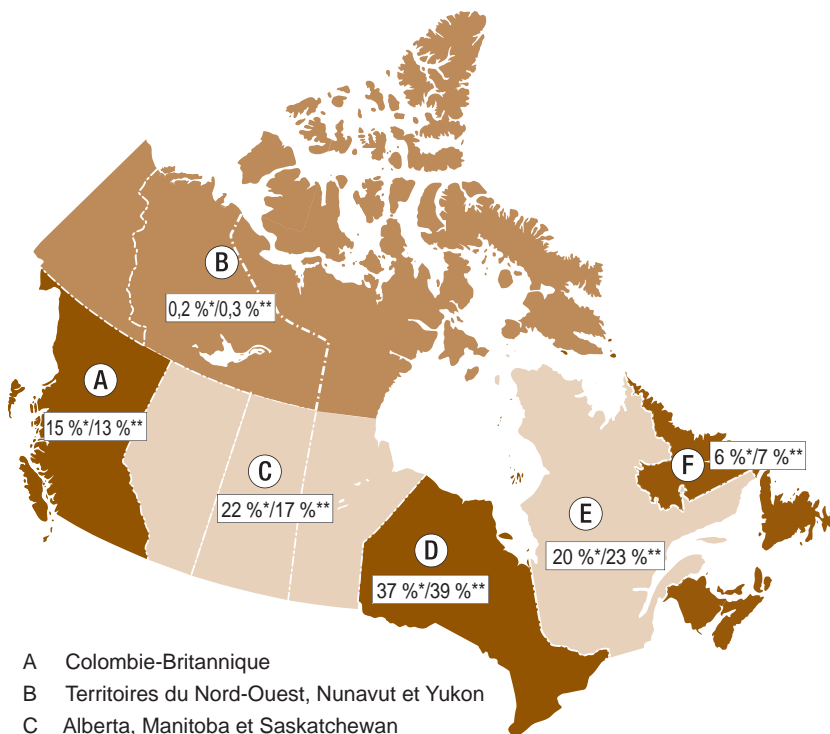 B
0,2 %*/0,3 %**
A
15 %*/13 %**
C
22 %*/17 %**
D
37 %*/39 %**
E
20 %*/23 %**
F
6 %*/7 %**
A Colombie-Britannique
B Territoires du Nord-Ouest, Nunavut et Yukon
C Alberta, Manitoba et Saskatchewan